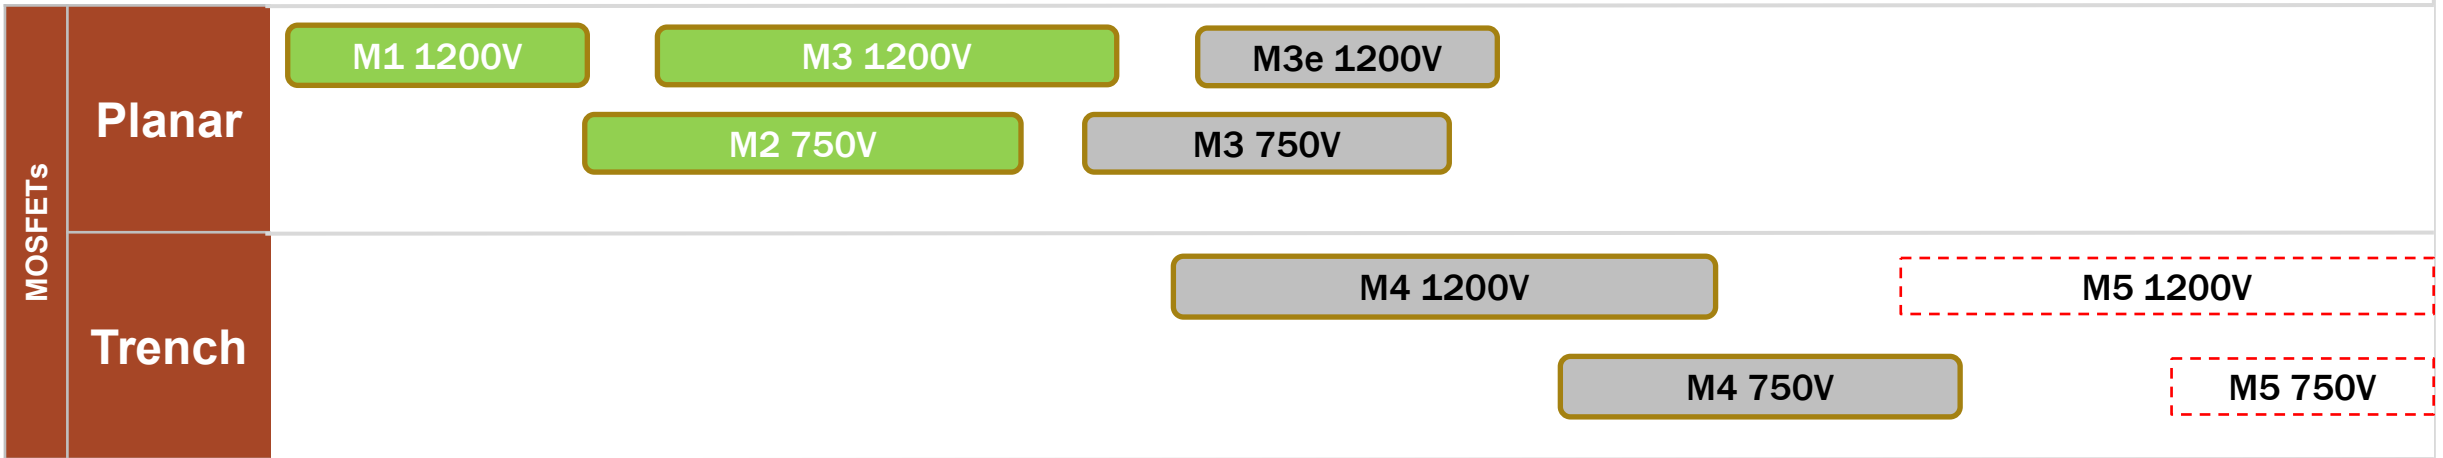 MOSFETs
Planar
M1 1200V
M3 1200V
M3e 1200V
M2 750V
M3 750V
Trench
M4 1200V
M5 1200V
M4 750V
M5 750V